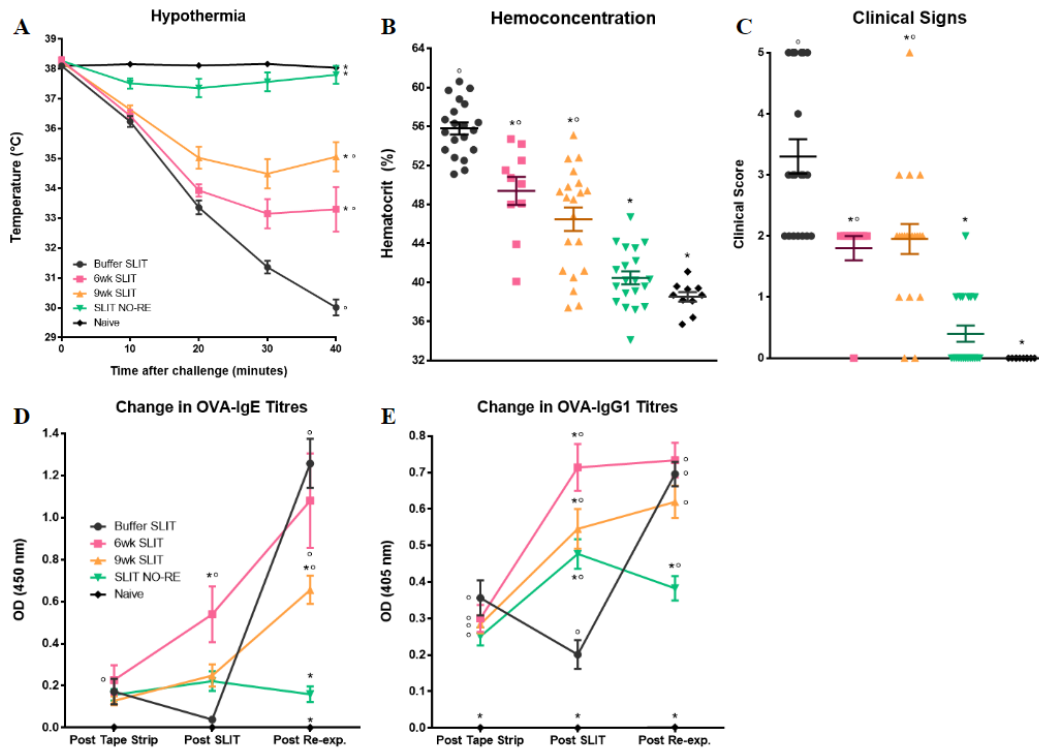 A
Hypothermia
39
38
37
36
35
34
33
32
31
30
29
Temperature (°C)
Buffer SLIT
6wk SLIT
9wk SLIT
SLIT NO-RE
Naive
0
10
20
30
40
Time after challenge (minutes)
*
*
* °
* °
°
B
Hemoconcentration
64
60
56
52
48
44
40
36
32
Hematocrit (%)
°
*°
*°
*
*
C
Clinical Signs
5
4
3
2
1
0
Clinical Score
°
*°
*°
*
*
D
Change in OVA-IgE Titres
1.4
1.2
1.0
0.8
0.6
0.4
0.2
0.0
OD (450 nm)
Buffer SLIT
6wk SLIT
9wk SLIT
SLIT NO-RE
Naive
°
*°
°
°
*°
*
*
Post Tape Strip
Post SLIT
Post Re-exp.
E
Change in OVA-IgG1 Titres
0.8
0.7
0.6
0.5
0.4
0.3
0.2
0.1
0.0
OD (405 nm)
°
°
°
°
*
*°
*°
*°
°
*
°
°
°
*°
*
Post Tape Strip
Post SLIT
Post Re-exp.